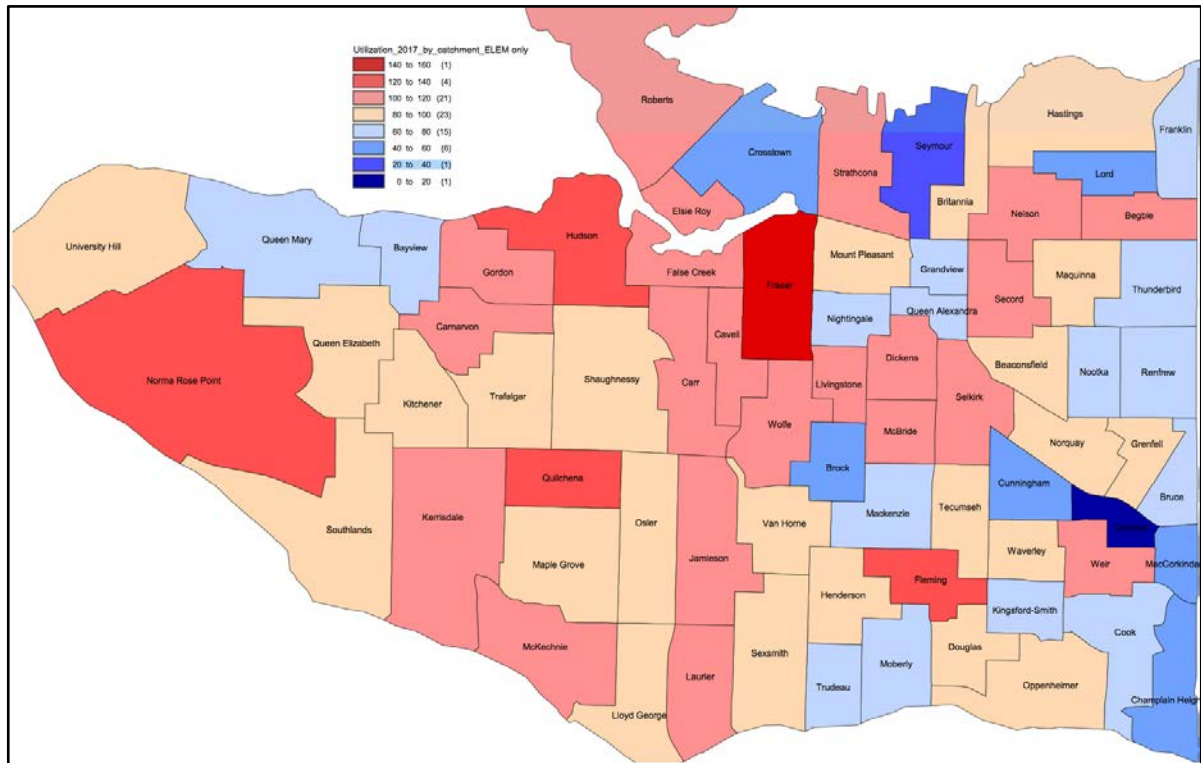 Utilization_2017_by_catchment_ELEM only
140 to 160 (1)
120 to 140 (4)
100 to 120 (21)
80 to 100 (23)
60 to 80 (15)
40 to 60 (6)
20 to 40 (1)
0 to 20 (1)
Roberts
Hastings
Franklin
Crosstown
Seymour
Strathcona
Lord
Elsie Roy
Britannia
Nelson
Begbie
University Hill
Queen Mary
Bayview
Hudson
Gordon
False Creek
Mount Pleasant
Grandview
Maquinna
Thunderbird
Fraser
Secord
Nightingale
Queen Alexandra
Carnarvon
Cavell
Queen Elizabeth
Dickens
Beaconsfield
Nootka
Renfrew
Norma Rose Point
Shaughnessy
Carr
Livingstone
Trafalgar
Kitchener
Selkirk
Wolfe
McBride
Norquay
Grenfell
Brock
Quilchena
Cunningham
Bruce
Kerrisdale
Southlands
Osler
Van Horne
Mackenzie
Tecumseh
Waverley
Maple Grove
Jamieson
Weir
MacCorkinda
Fleming
Henderson
Kingsford-Smith
McKechnie
Cook
Douglas
Sexsmith
Moberly
Laurier
Trudeau
Oppenheimer
Champlain Heigh
Lloyd George